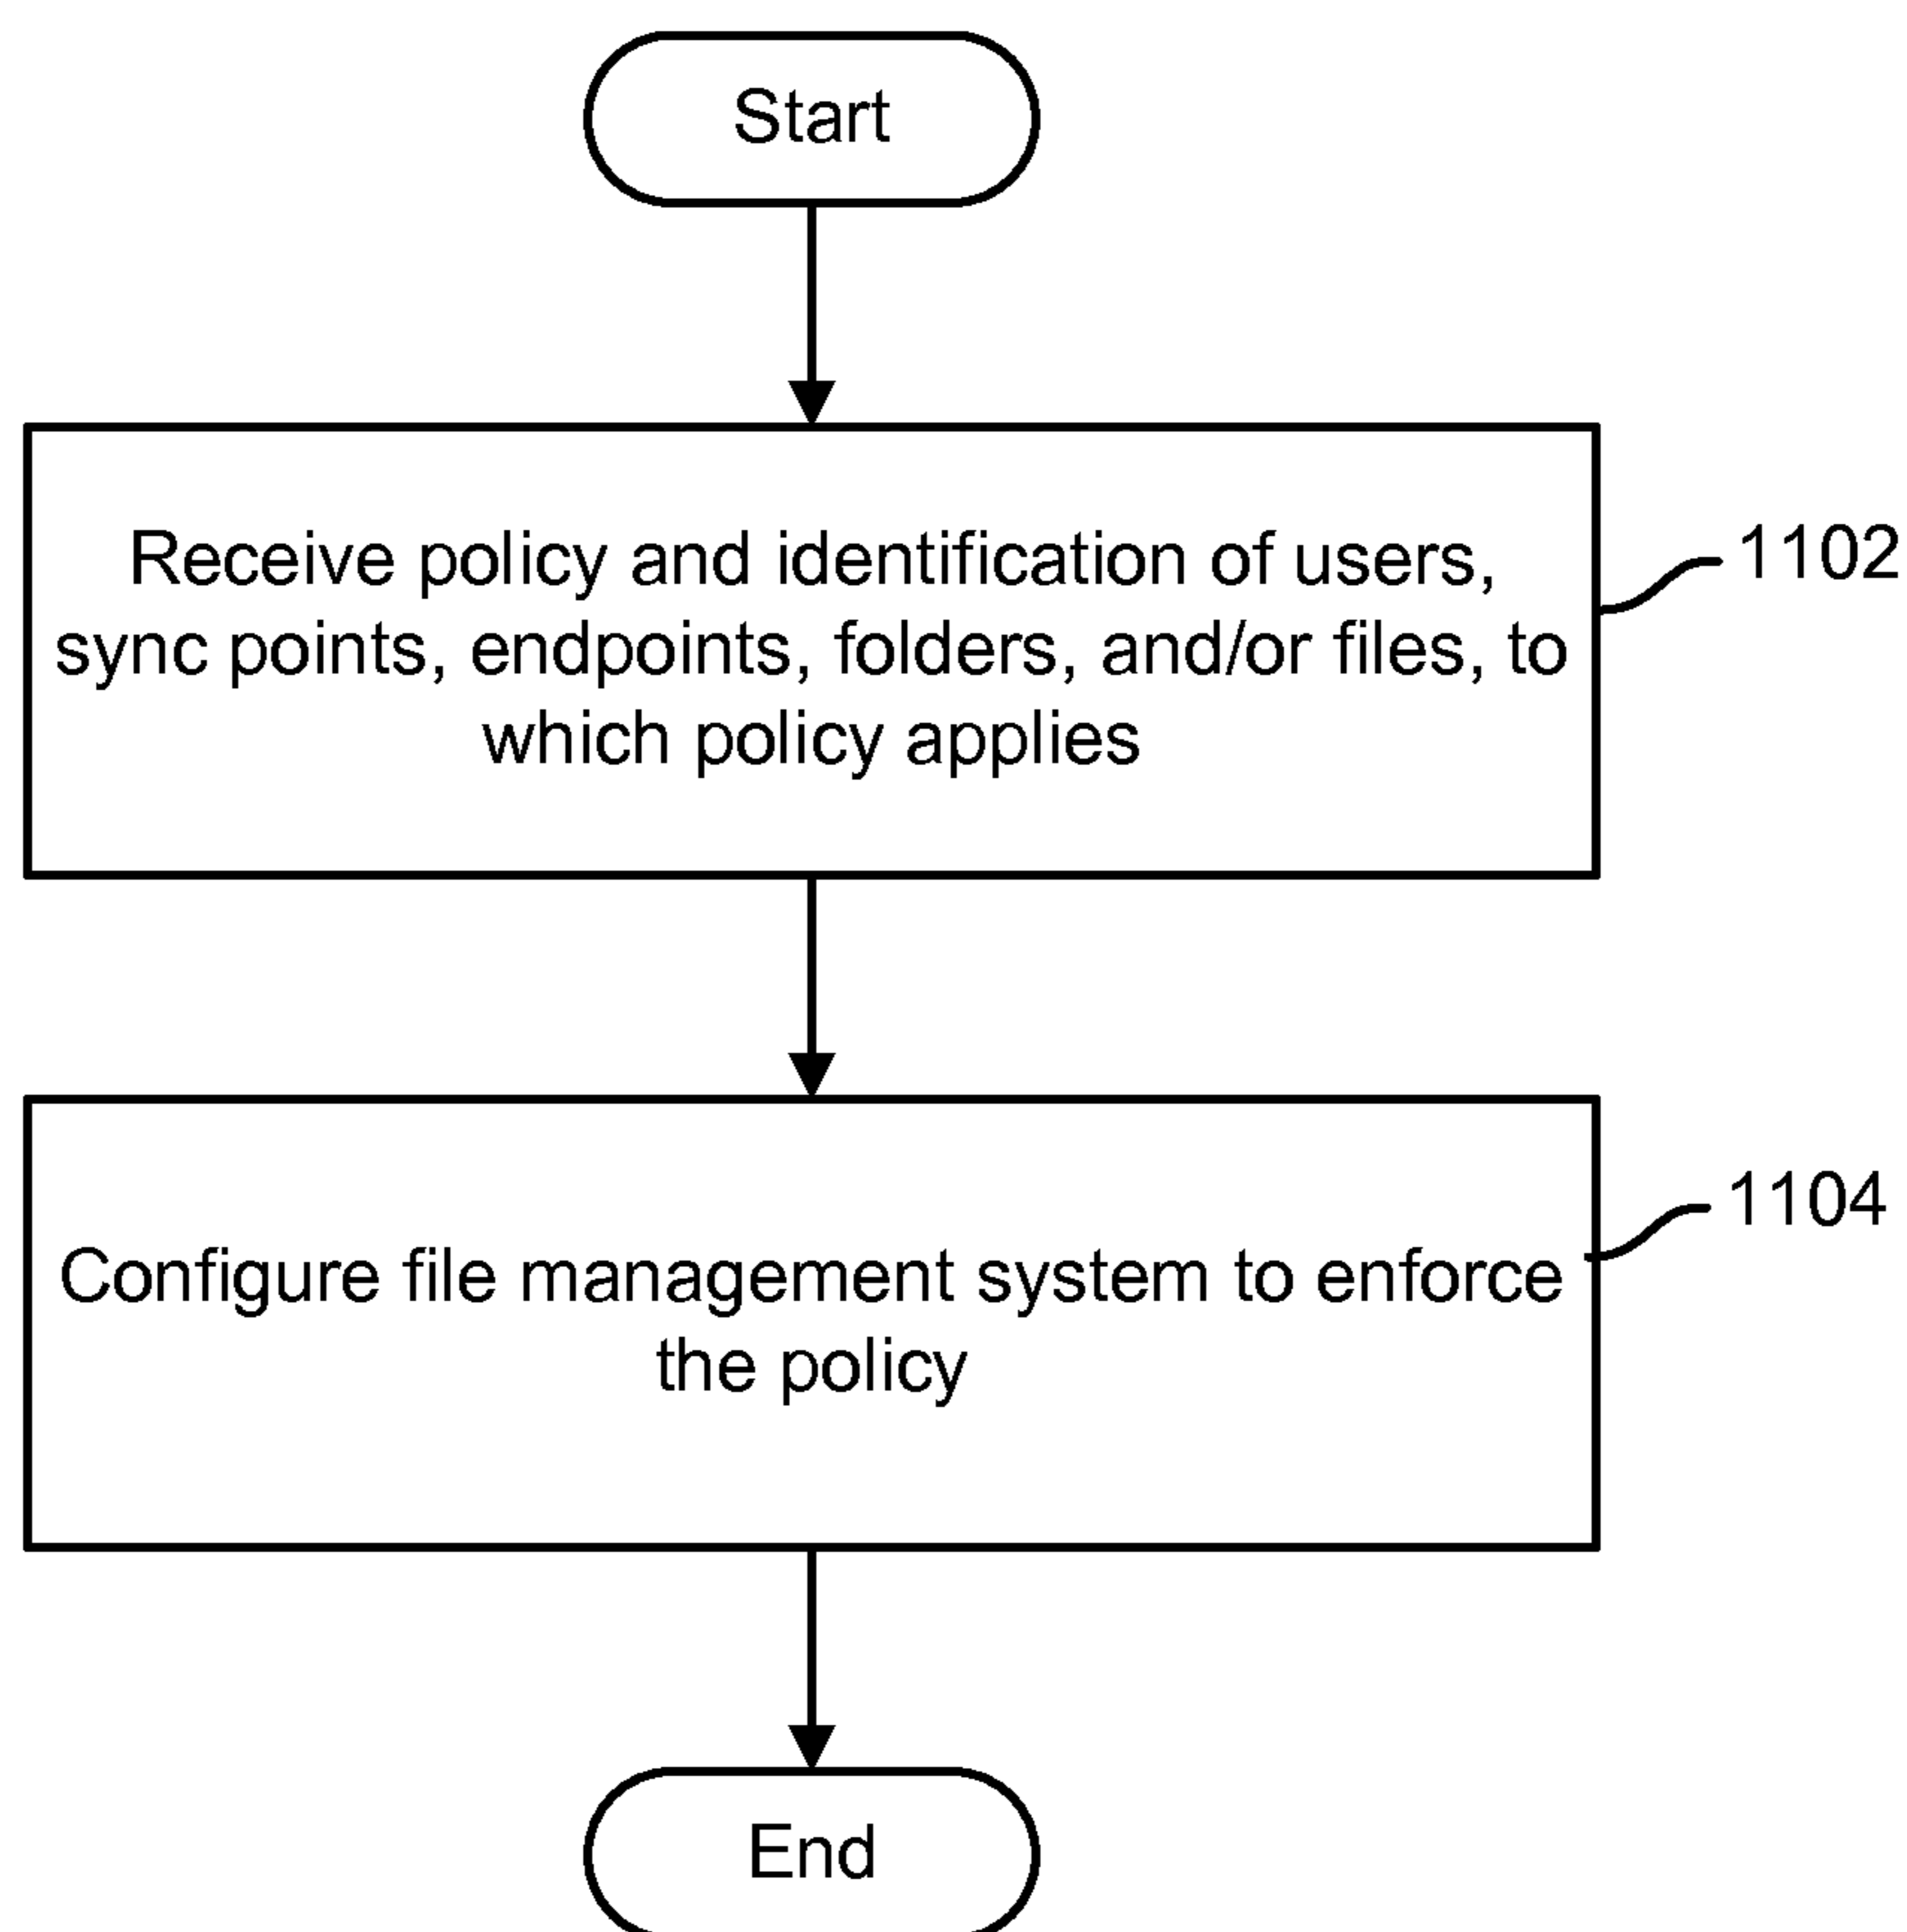 Start
Receive policy and identification of users,
sync points, endpoints, folders, and/or files, to
which policy applies
1102
Configure file management system to enforce
the policy
1104
End